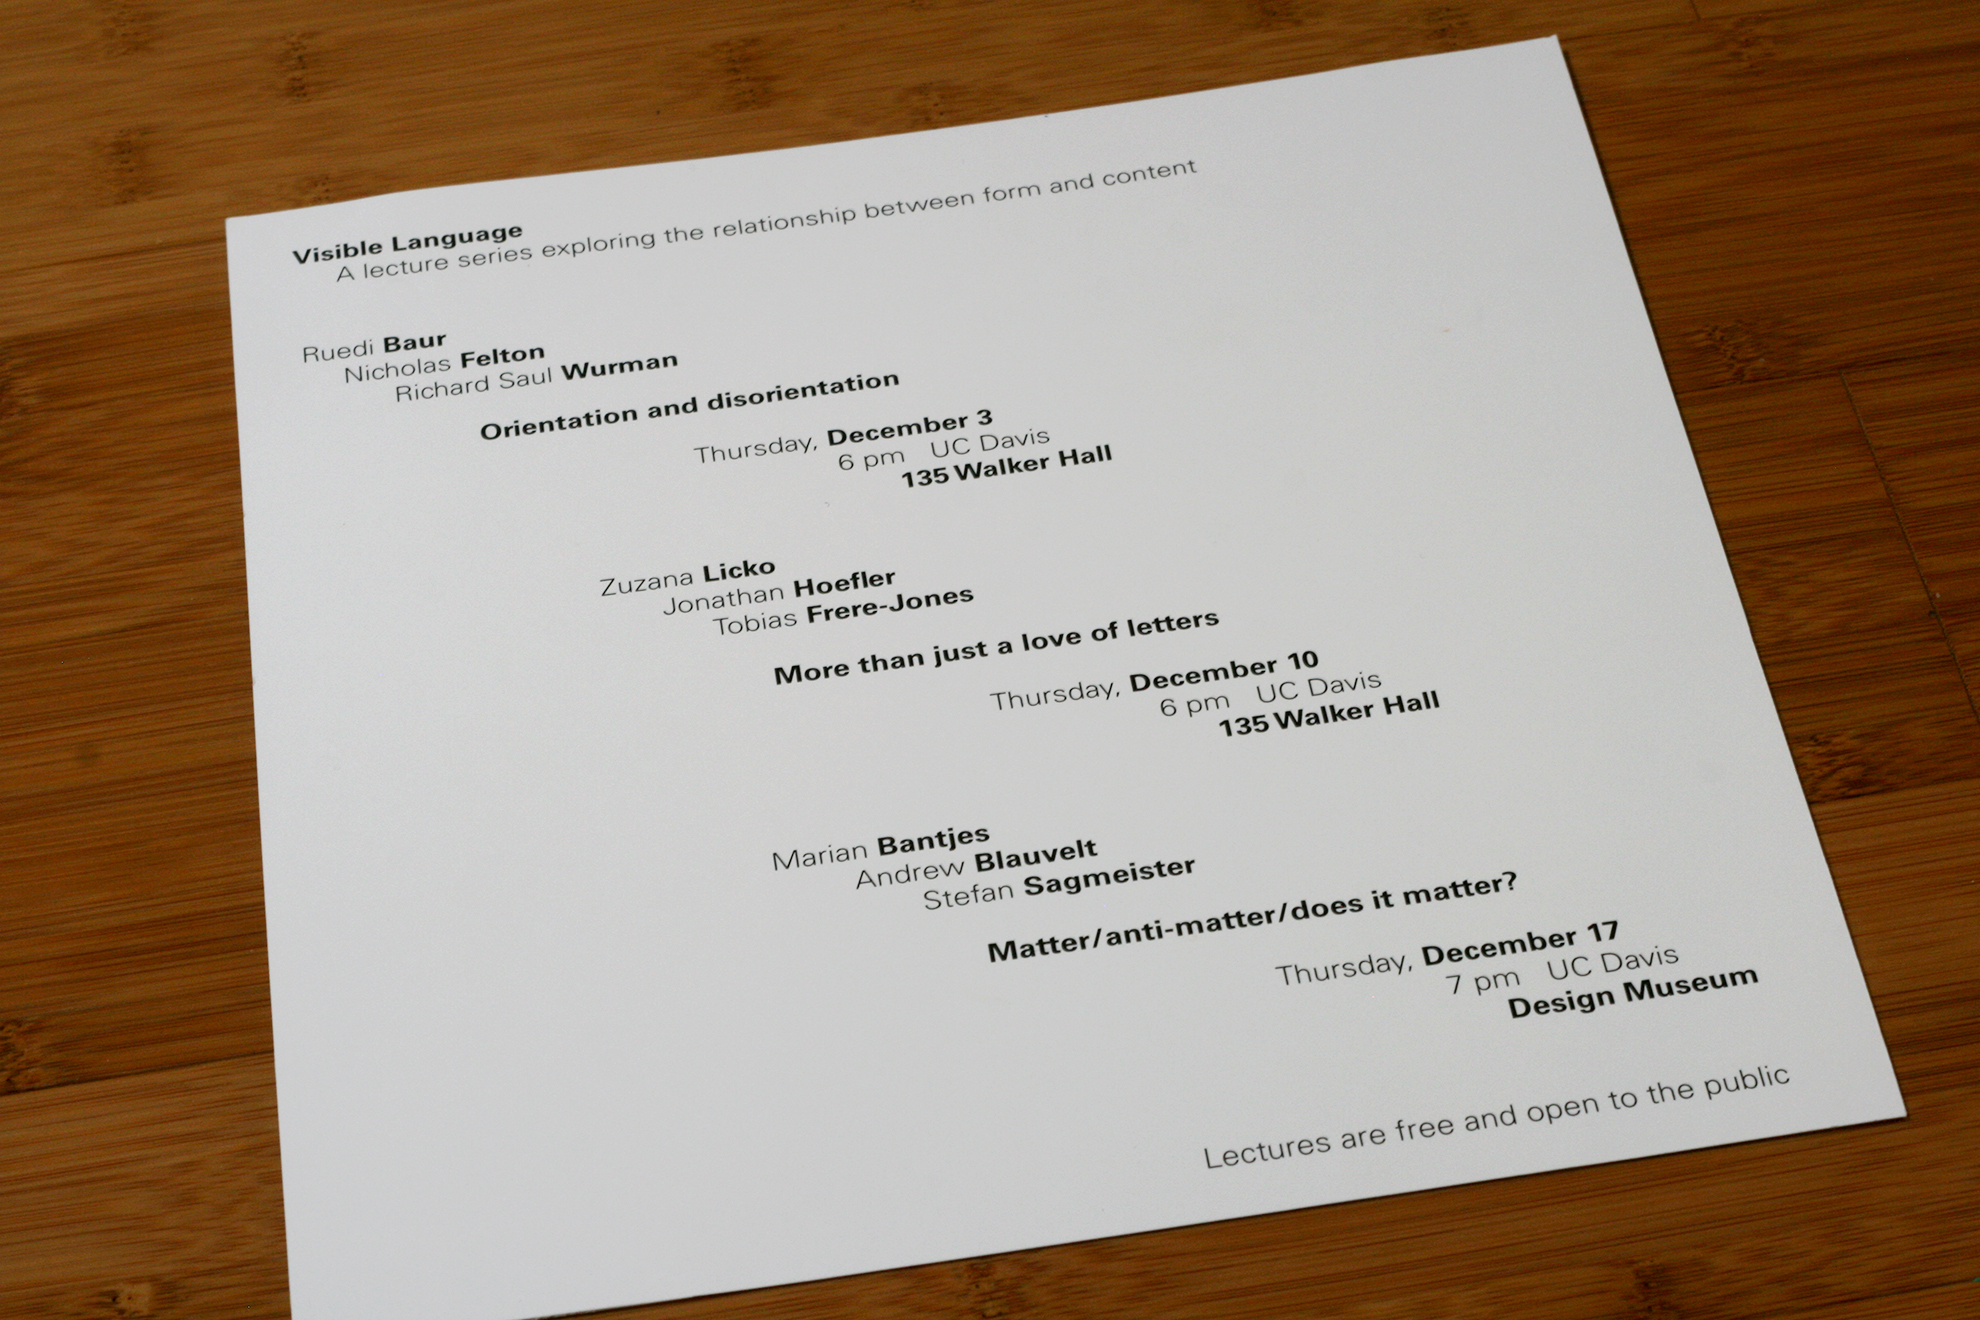 Visible Language
A lecture series exploring the relationship between form and content
Ruedi Baur
Nicholas Felton
Richard Saul Wurman
Orientation and disorientation
Thursday, December 3
6 pm UC Davis
135 Walker Hall
Zuzana Licko
Jonathan Hoefler
Tobias Frere-Jones
More than just a love of letters
Thursday, December 10
6 pm UC Davis
135 Walker Hall
Marian Bantjes
Andrew Blauvelt
Stefan Sagmeister
Matter/anti-matter/does it matter?
Thursday, December 17
7 pm UC Davis
Design Museum
Lectures are free and open to the public